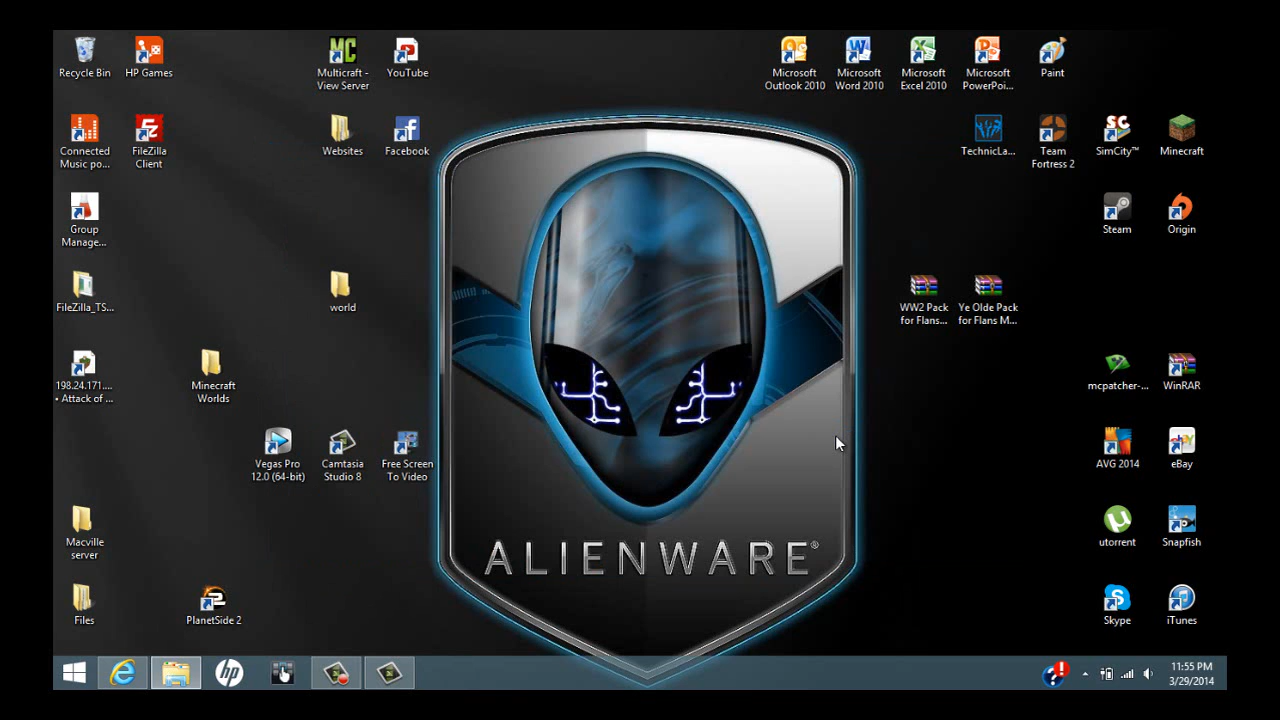 Recycle Bin
HP Games
Multicraft -
View Server
YouTube
Microsoft
Outlook 2010
Microsoft
Word 2010
Microsoft
Excel 2010
Microsoft
PowerPoi...
Paint
Connected
Music po...
FileZilla
Client
Websites
Facebook
TechnicLa...
Team
Fortress 2
SimCity™
Minecraft
Group
Manage...
Steam
Origin
FileZilla_TS...
world
WW2 Pack
for Flans...
Ye Olde Pack
for Flans M...
198.24.171....
• Attack of ...
Minecraft
Worlds
mcpatcher-...
WinRAR
Vegas Pro
12.0 (64-bit)
Camtasia
Studio 8
Free Screen
To Video
AVG 2014
eBay
Macville
server
utorrent
Snapfish
ALIENWARE®
Files
PlanetSide 2
Skype
iTunes
11:55 PM
3/29/2014